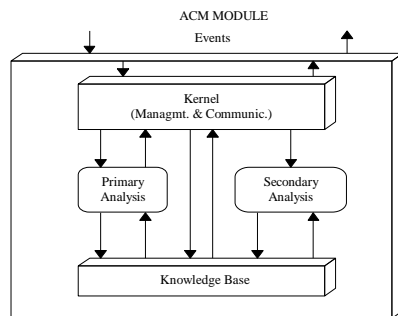 ACM MODULE
Events
Kernel
(Managmt. & Communic.)
Primary
Analysis
Secondary
Analysis
Knowledge Base